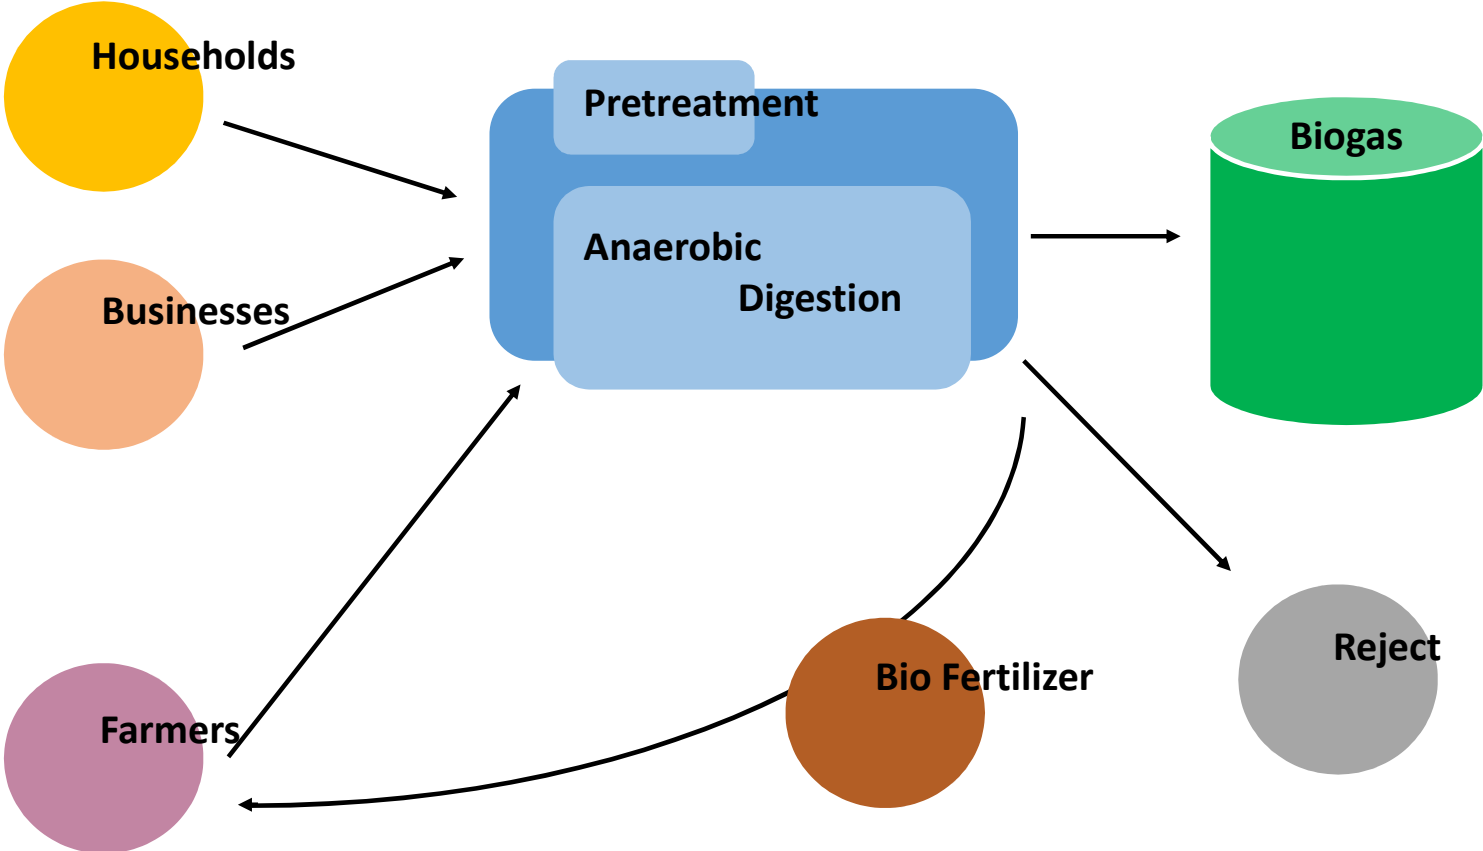 Households
Pretreatment
Biogas
Anaerobic
Digestion
Businesses
Reject
Bio Fertilizer
Farmers